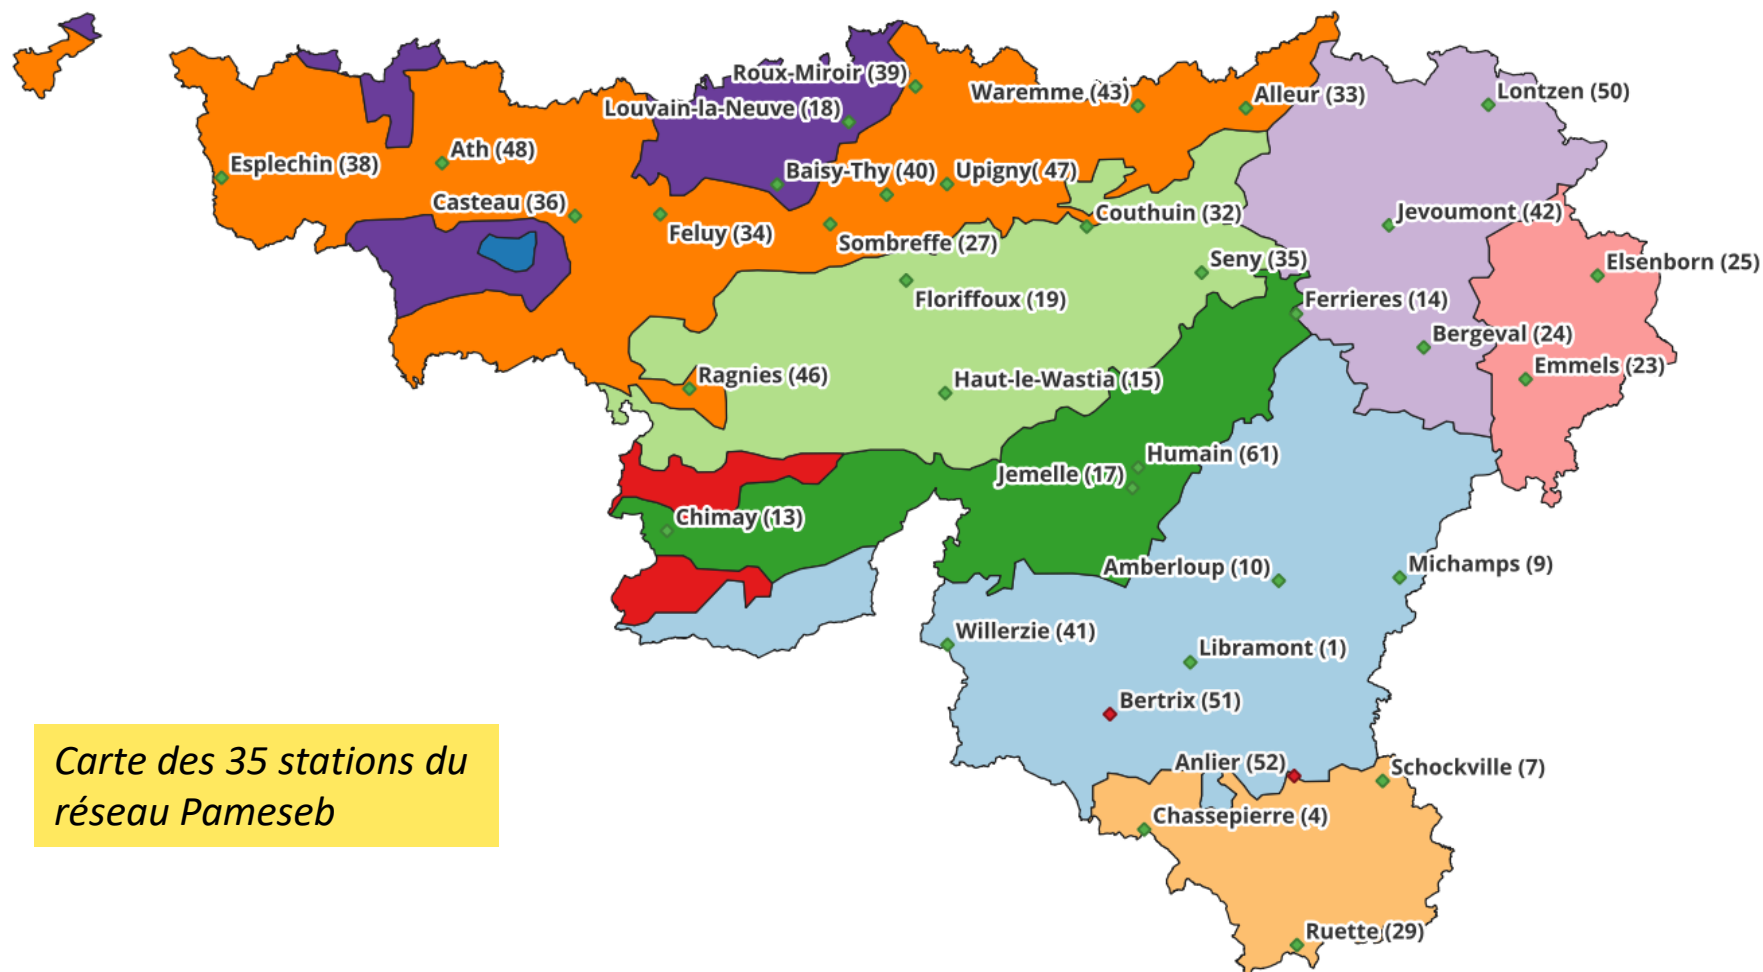 Roux-Miroir (39)
Waremme (43)
Alleur (33)
Lontzen (50)
Louvain-la-Neuve (18)
Esplechin (38)
Ath (48)
Baisy-Thy (40)
Upigny( 47)
Casteau (36)
Feluy (34)
Sombreffe (27)
Couthuin (32)
Jevoumont (42)
Seny (35)
Elsenborn (25)
Floriffoux (19)
Ferrieres (14)
Bergeval (24)
Emmels (23)
Ragnies (46)
Haut-le-Wastia (15)
Humain (61)
Jemelle (17)
Chimay (13)
Amberloup (10)
Michamps (9)
Willerzie (41)
Libramont (1)
Bertrix (51)
Anlier (52)
Schockville (7)
Chassepierre (4)
Ruette (29)
Carte des 35 stations du
réseau Pameseb